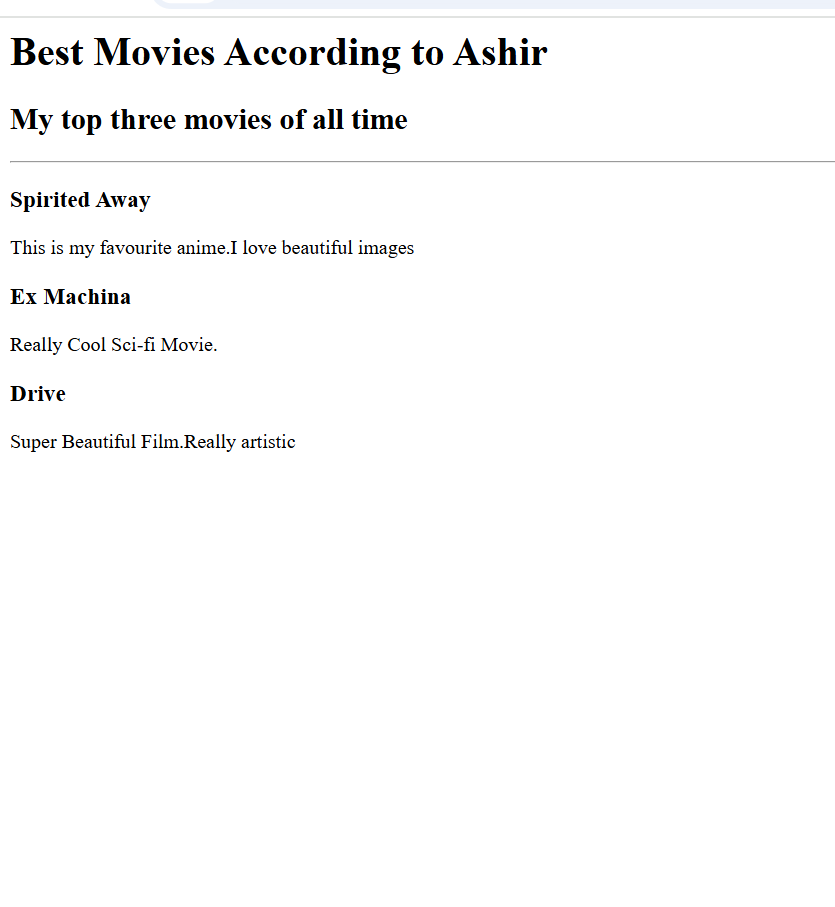 Best Movies According to Ashir
My top three movies of all time
Spirited Away
This is my favourite anime.I love beautiful images
Ex Machina
Really Cool Sci-fi Movie.
Drive
Super Beautiful Film.Really artistic